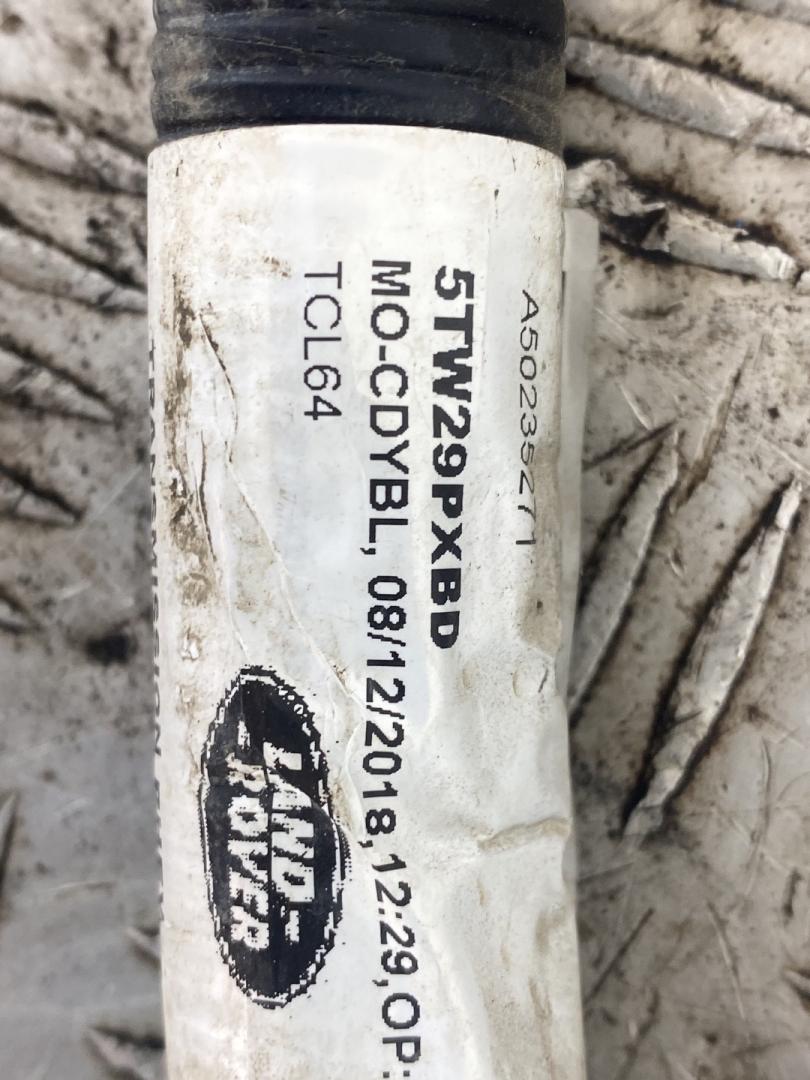 A50235271
5TW29PXBD
MO-CDYBL, 08/12/2018,12:29,OP:
TCL64
LAND-
ROVER